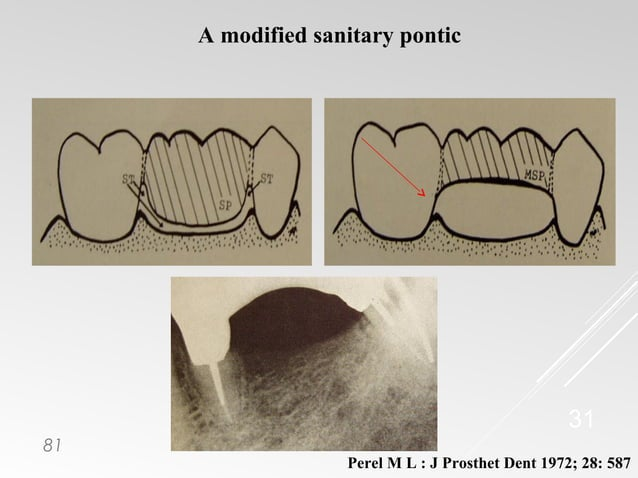 A modified sanitary pontic
ST
ST
SP
MSP
31
81
Perel M L : J Prosthet Dent 1972; 28: 587